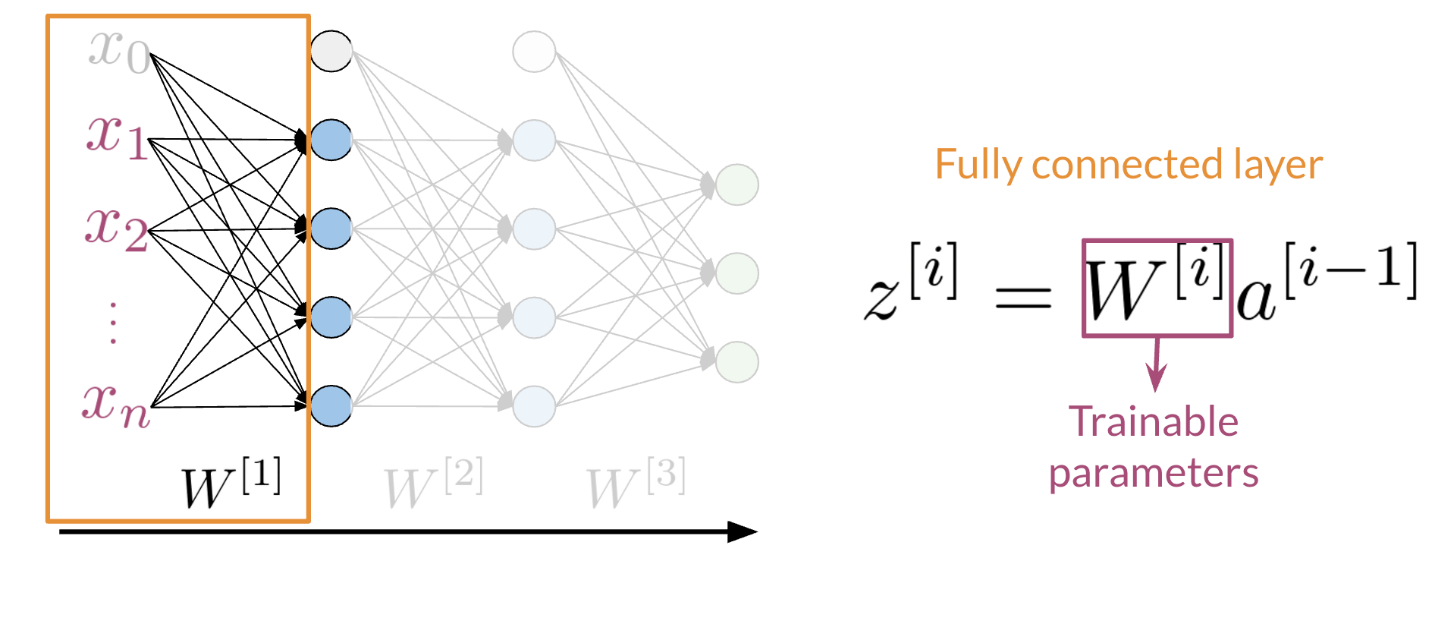 x₀
x₁
x₂
⋮
xₙ
W^[1] W^[2] W^[3]
Fully connected layer
z^[i] = W^[i] a^[i−1]
Trainable
parameters